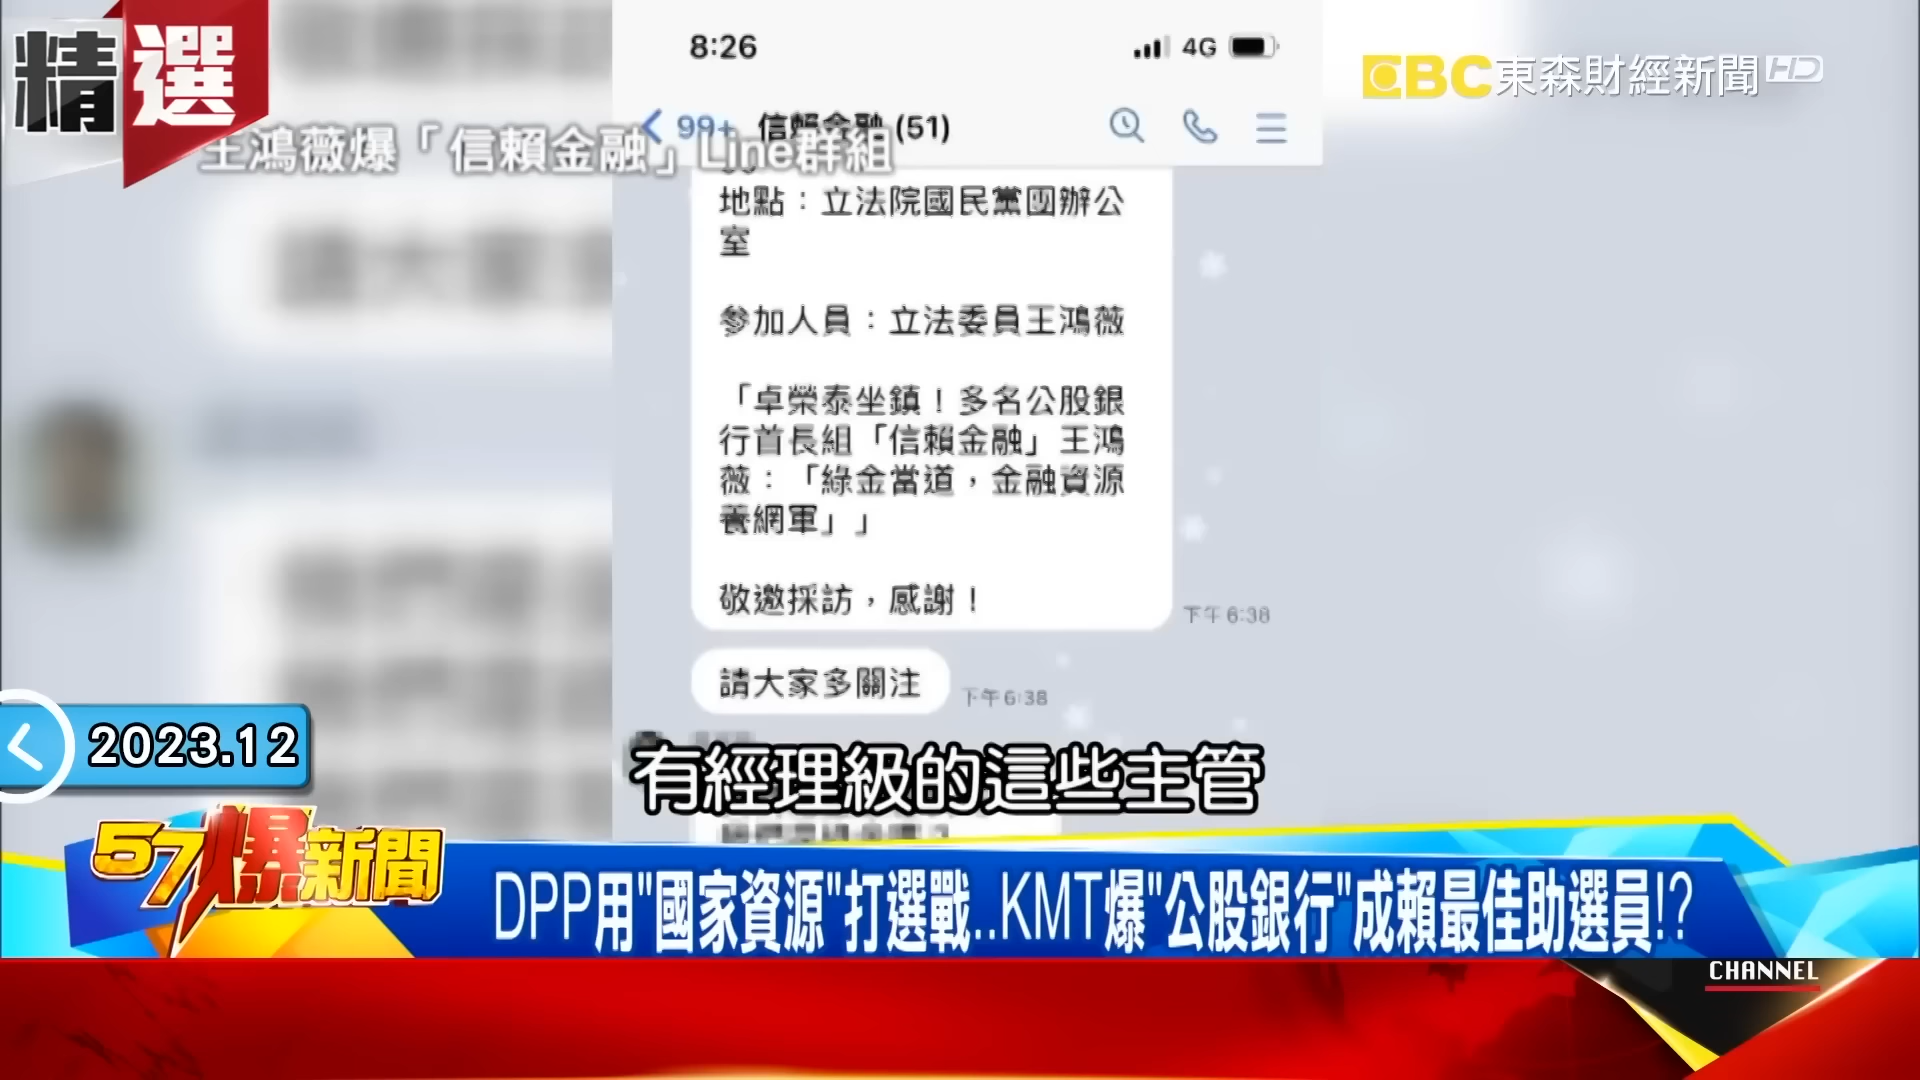 精選
8:26
4G
EBC東森財經新聞HD
99+ 信賴金融 (51)
王鴻薇爆「信賴金融」Line群組
地點：立法院國民黨團辦公
室
參加人員：立法委員王鴻薇
「卓榮泰坐鎮！多名公股銀
行首長組「信賴金融」王鴻
薇：「綠金當道，金融資源
養網軍」」
敬邀採訪，感謝！
下午 6:38
請大家多關注
下午 6:38
請大家多
2023.12
有經理級的這些主管
57爆新聞
DPP用"國家資源"打選戰..KMT爆"公股銀行"成賴最佳助選員!?
CHANNEL